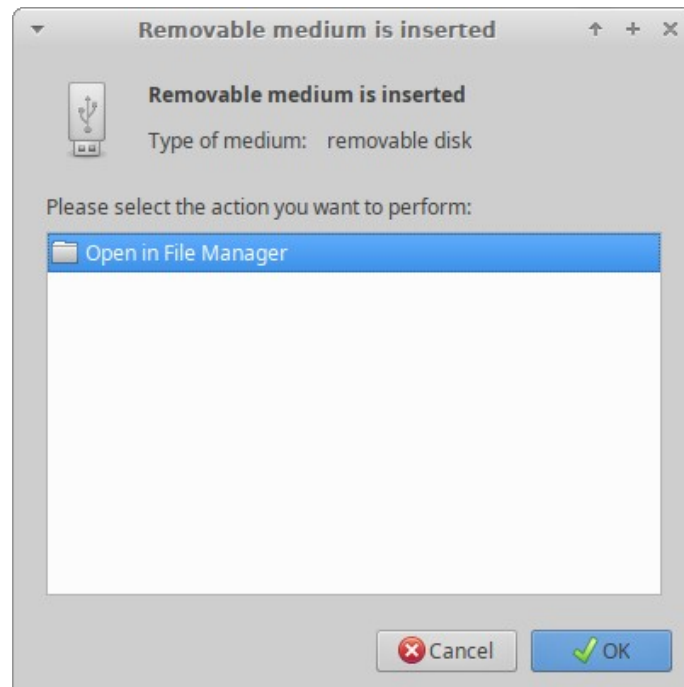 Removable medium is inserted
Removable medium is inserted
Type of medium: removable disk
Please select the action you want to perform:
Open in File Manager
Cancel OK